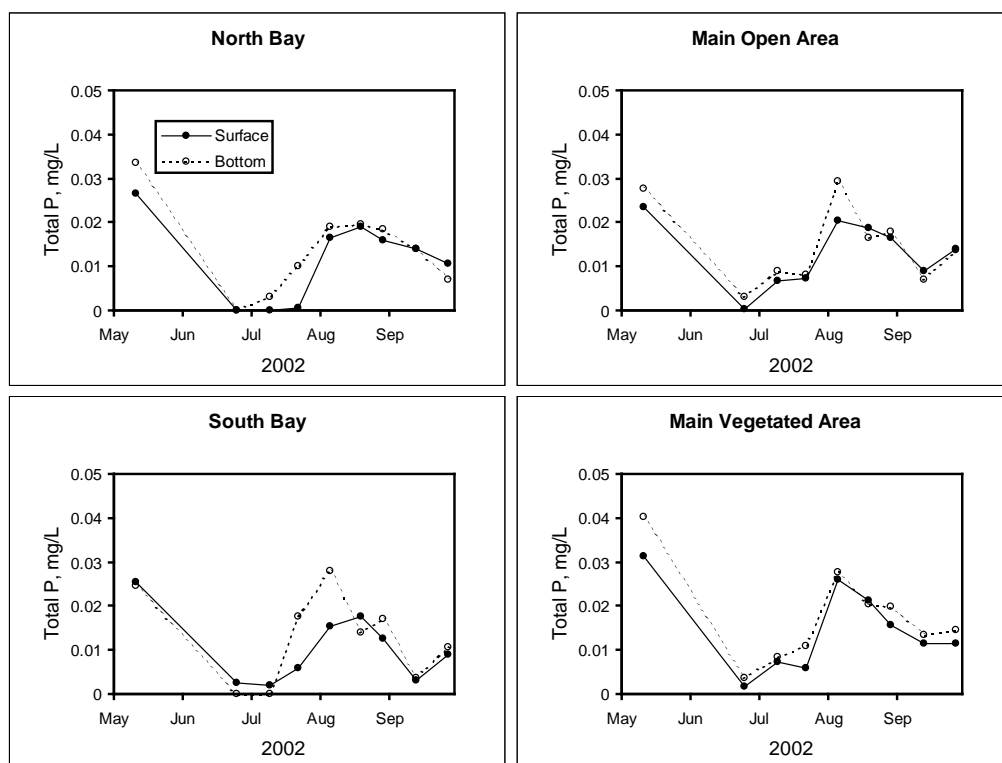 North Bay
Total P, mg/L
0.05
0.04
0.03
0.02
0.01
0
Surface
Bottom
May Jun Jul Aug Sep
2002
Main Open Area
Total P, mg/L
0.05
0.04
0.03
0.02
0.01
0
May Jun Jul Aug Sep
2002
South Bay
Total P, mg/L
0.05
0.04
0.03
0.02
0.01
0
May Jun Jul Aug Sep
2002
Main Vegetated Area
Total P, mg/L
0.05
0.04
0.03
0.02
0.01
0
May Jun Jul Aug Sep
2002